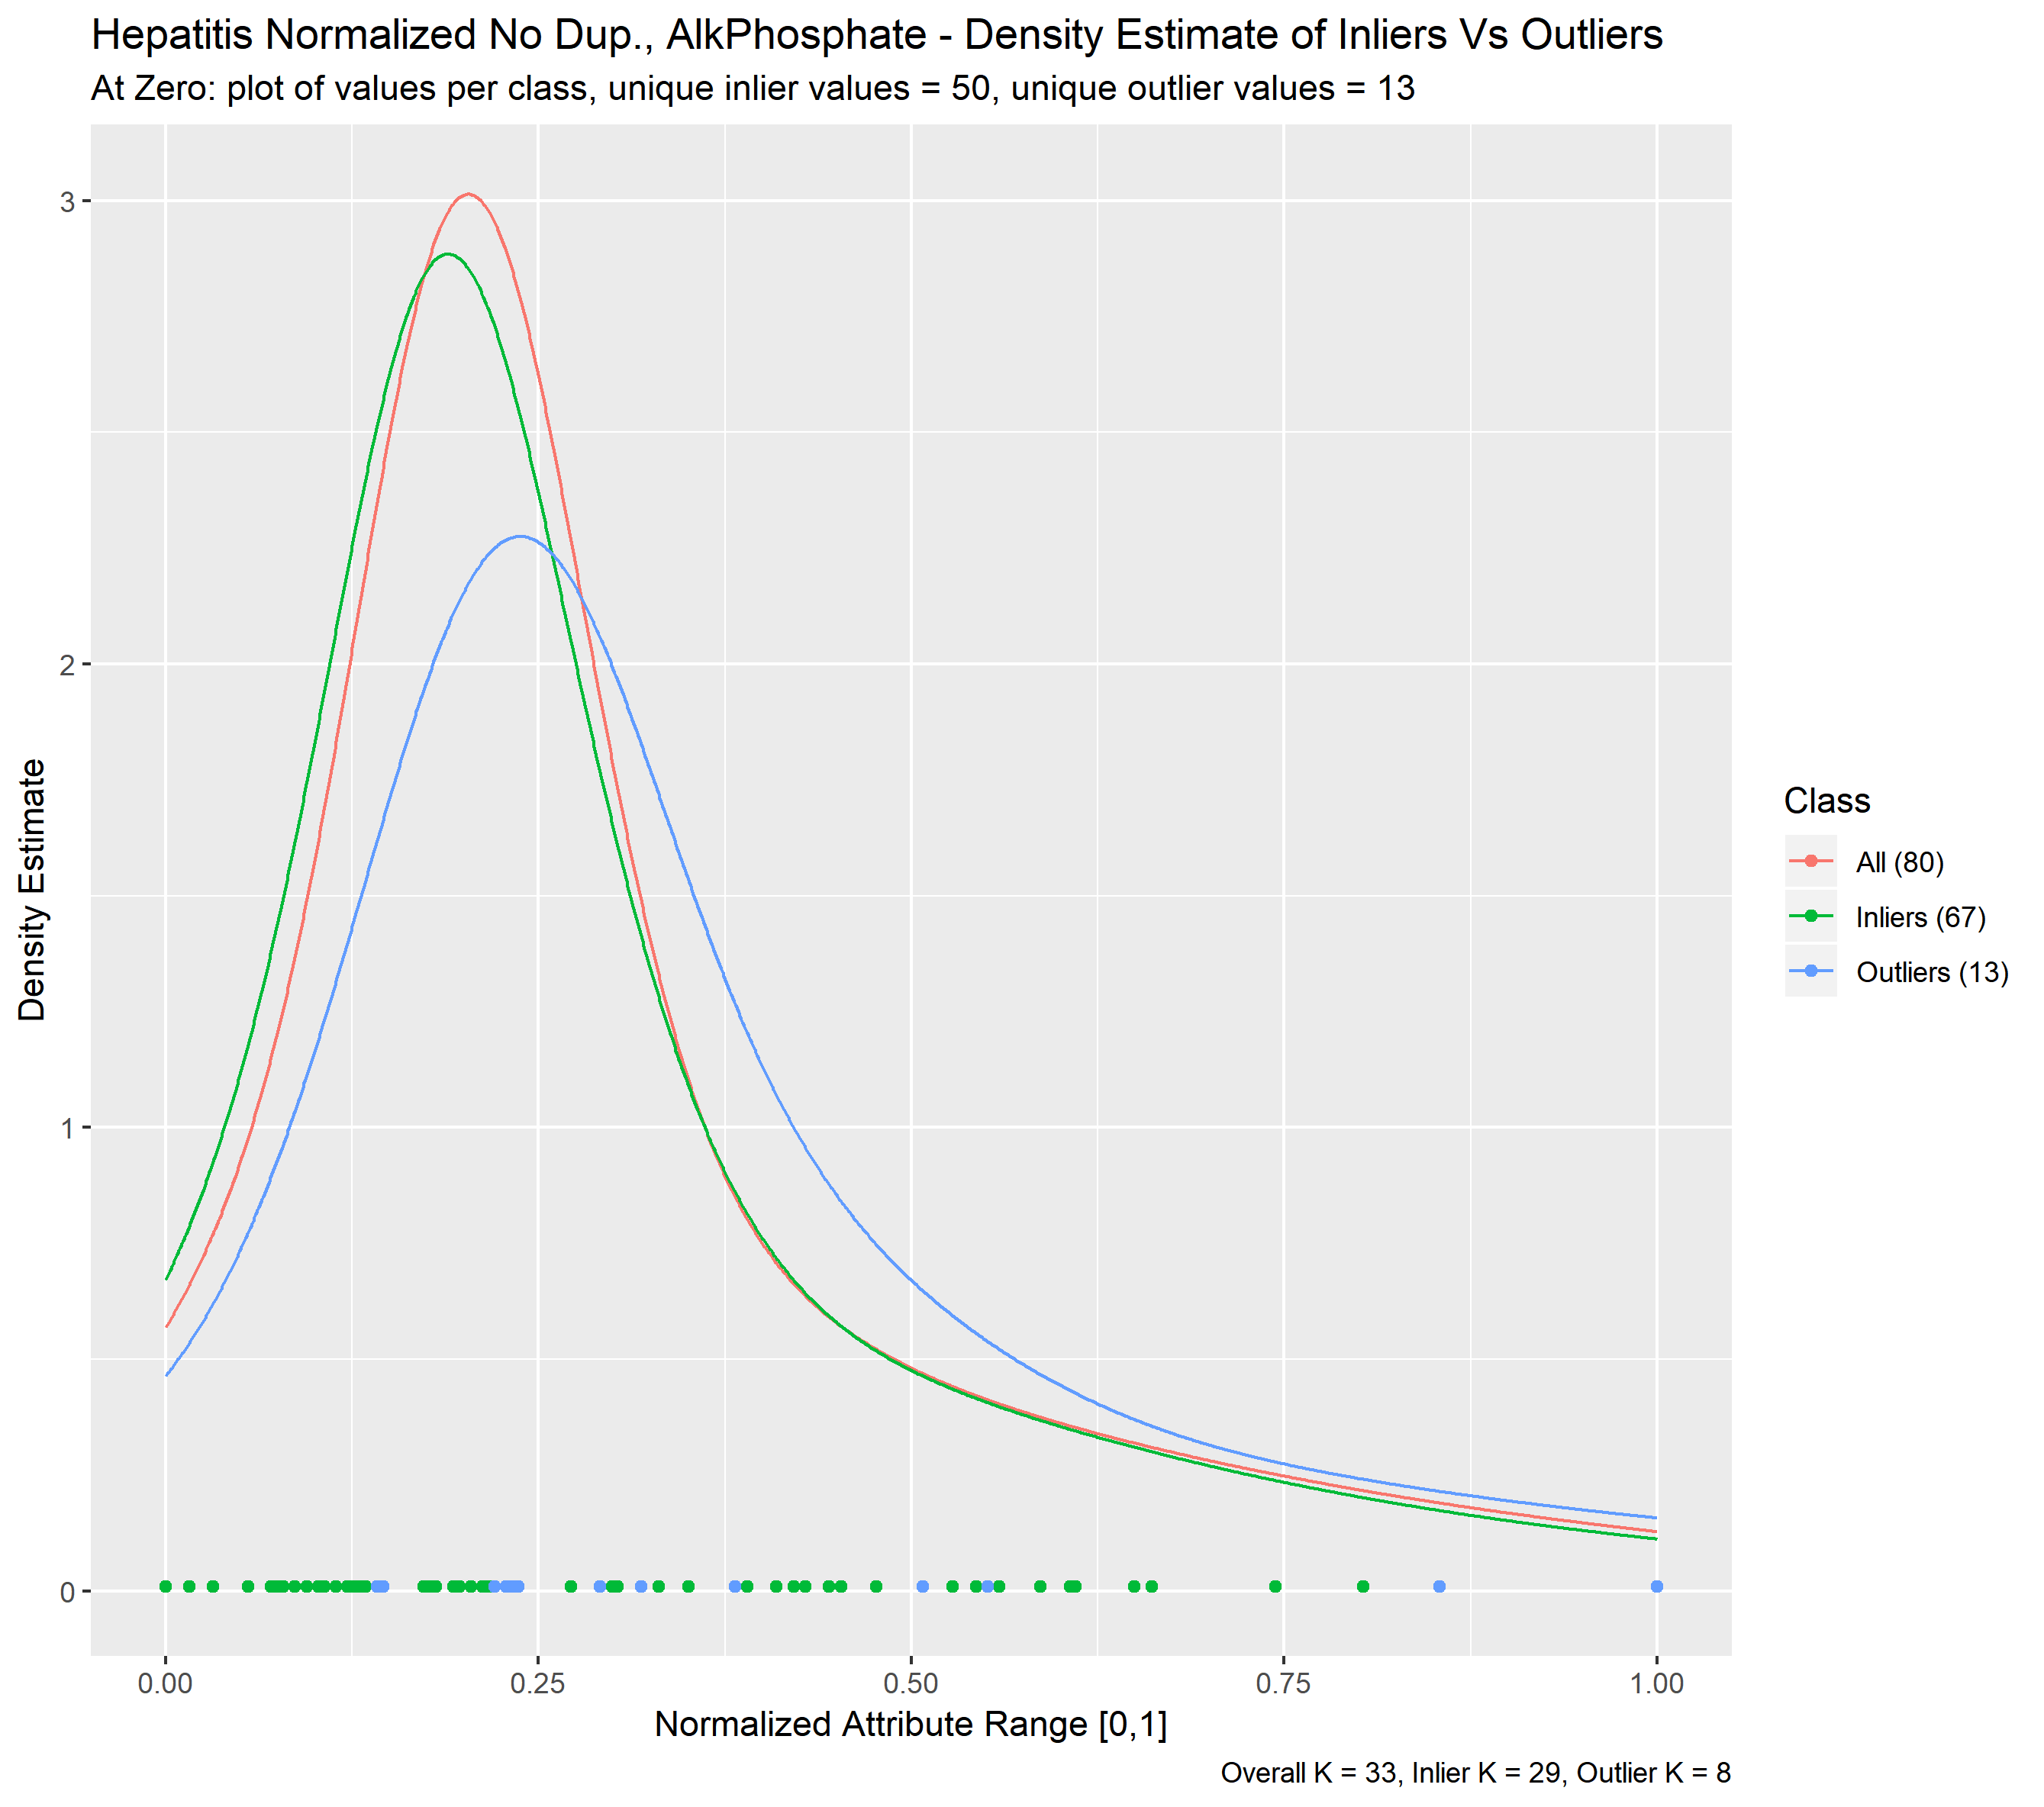 Hepatitis Normalized No Dup., AlkPhosphate - Density Estimate of Inliers Vs Outliers
At Zero: plot of values per class, unique inlier values = 50, unique outlier values = 13
3
2
1
0
Density Estimate
0.00 0.25 0.50 0.75 1.00
Normalized Attribute Range [0,1]
Class
All (80)
Inliers (67)
Outliers (13)
Overall K = 33, Inlier K = 29, Outlier K = 8